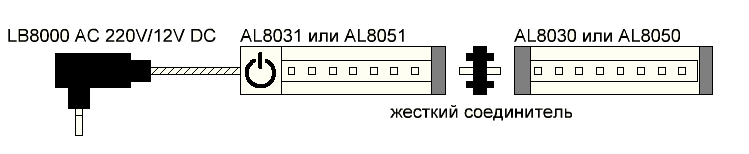 LB8000 AC 220V/12V DC
AL8031 или AL8051
AL8030 или AL8050
жесткий соединитель